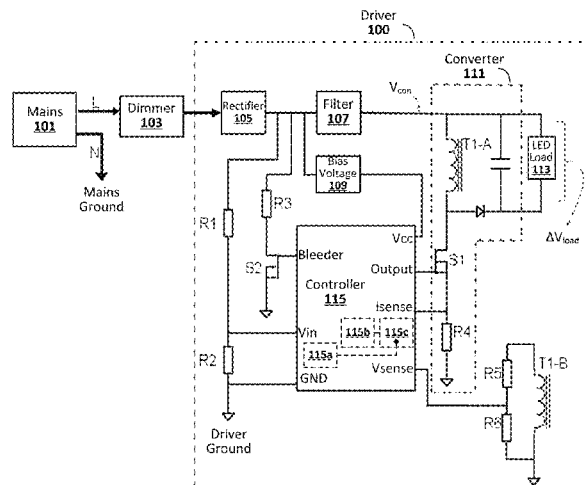 Driver
100
Converter
111
Mains
101
L
N
Mains
Ground
Dimmer
103
Rectifier
105
Filter
107
Vcon
T1-A
LED
Load
113
ΔVload
Bias
Voltage
109
R1
R3
S2
Bleeder
Vcc
Output
S1
Controller
115
Isense
115b
115c
115a
R4
Vin
R2
GND
Vsense
Driver
Ground
R5
R6
T1-B